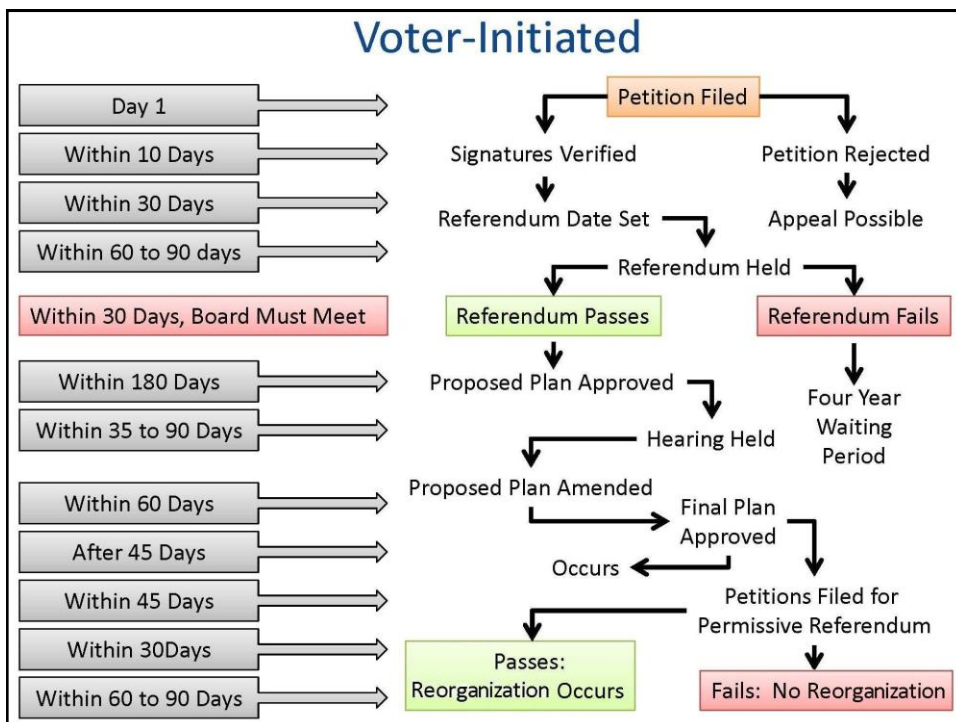 Voter-Initiated
Day 1
Petition Filed
Within 10 Days
Signatures Verified
Petition Rejected
Within 30 Days
Referendum Date Set
Appeal Possible
Within 60 to 90 days
Referendum Held
Within 30 Days, Board Must Meet
Referendum Passes
Referendum Fails
Within 180 Days
Proposed Plan Approved
Four Year
Waiting
Period
Within 35 to 90 Days
Hearing Held
Within 60 Days
Proposed Plan Amended
Final Plan
Approved
After 45 Days
Occurs
Within 45 Days
Petitions Filed for
Permissive Referendum
Within 30Days
Passes:
Reorganization Occurs
Within 60 to 90 Days
Fails: No Reorganization